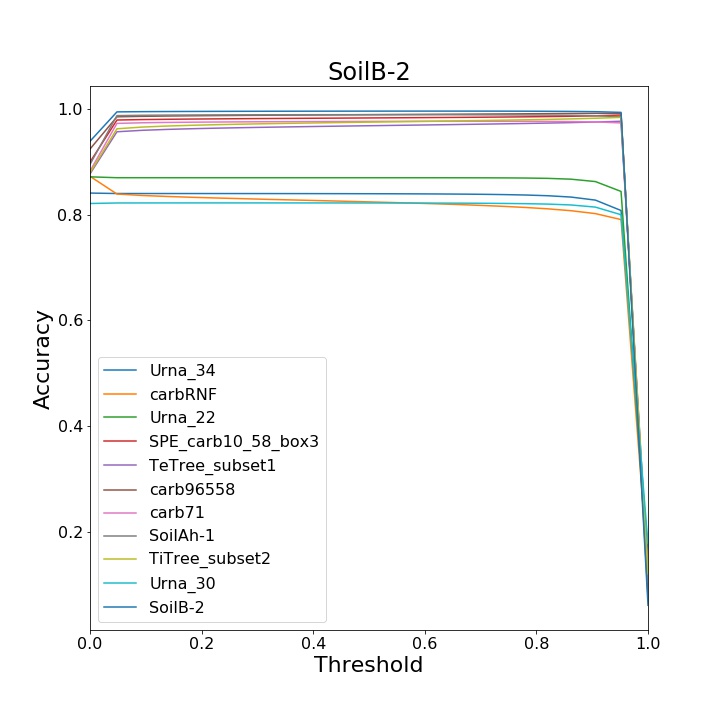 SoilB-2
1.0
0.8
0.6
0.4
0.2
Accuracy
Urna_34
carbRNF
Urna_22
SPE_carb10_58_box3
TeTree_subset1
carb96558
carb71
SoilAh-1
TiTree_subset2
Urna_30
SoilB-2
0.0 0.2 0.4 0.6 0.8 1.0
Threshold